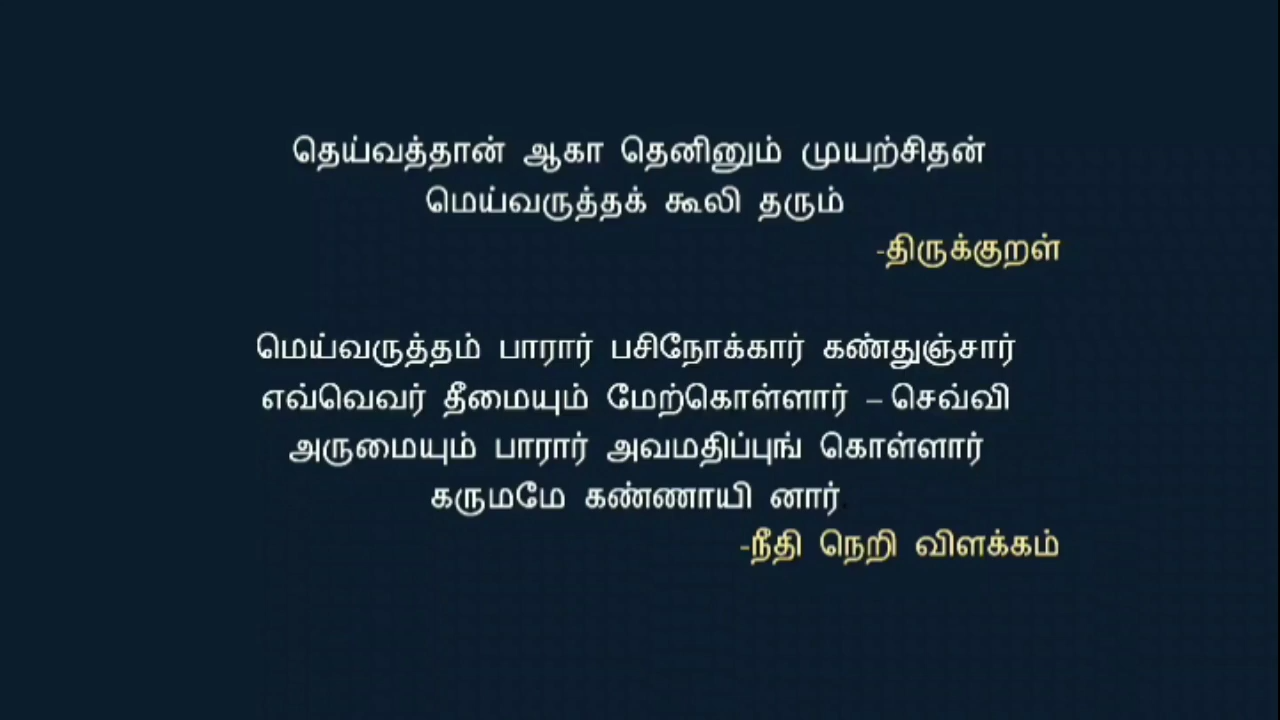 தெய்வத்தான் ஆகா தெனினும் முயற்சிதன்
மெய்வருத்தக் கூலி தரும்
-திருக்குறள்
மெய்வருத்தம் பாரார் பசிநோக்கார் கண்துஞ்சார்
எவ்வெவர் தீமையும் மேற்கொள்ளார் – செவ்வி
அருமையும் பாரார் அவமதிப்புங் கொள்ளார்
கருமமே கண்ணாயி னார்.
-நீதி நெறி விளக்கம்